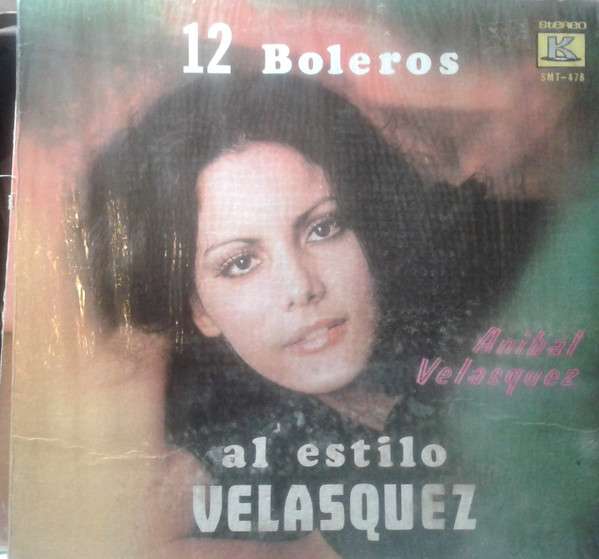 12 Boleros
stereo
K
SMT-478
Anibal
Velasquez
al estilo
VELASQUEZ